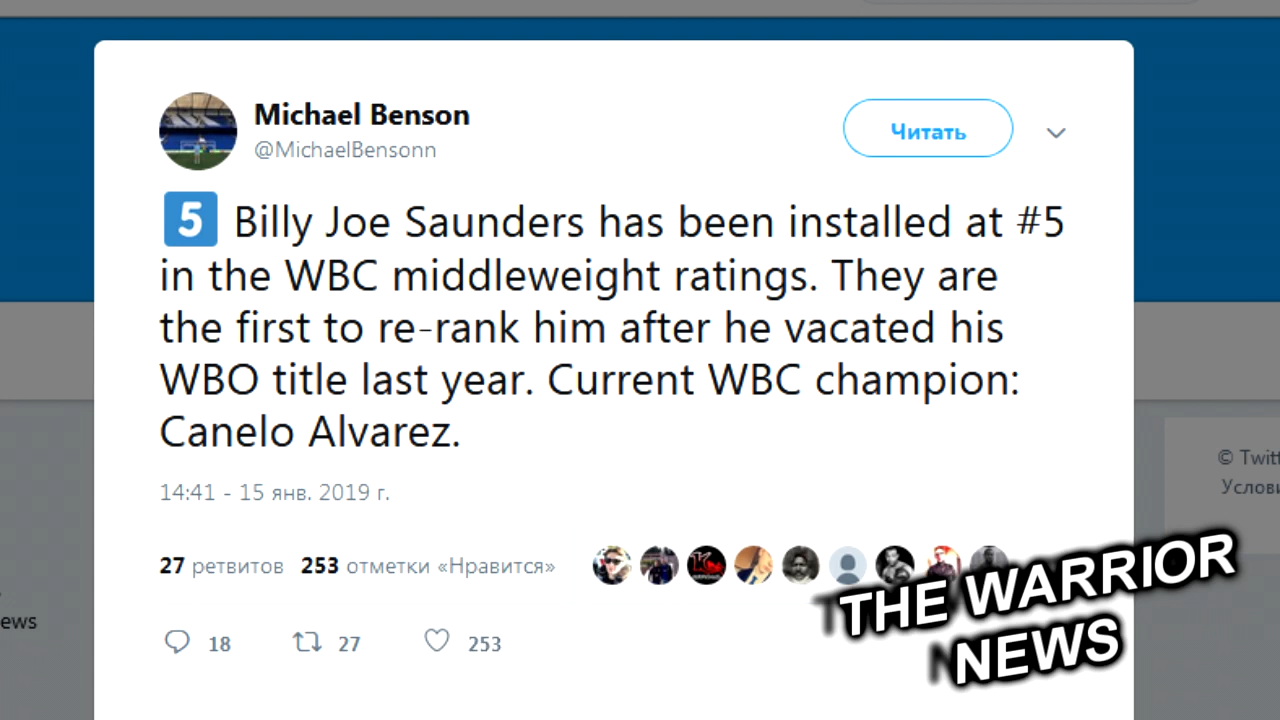 Michael Benson
@MichaelBensonn
Читать
5 Billy Joe Saunders has been installed at #5
in the WBC middleweight ratings. They are
the first to re-rank him after he vacated his
WBO title last year. Current WBC champion:
Canelo Alvarez.
14:41 - 15 янв. 2019 г.
27 ретвитов 253 отметки «Нравится»
18 27 253
© Twitt
Услови
ews
THE WARRIOR
NEWS